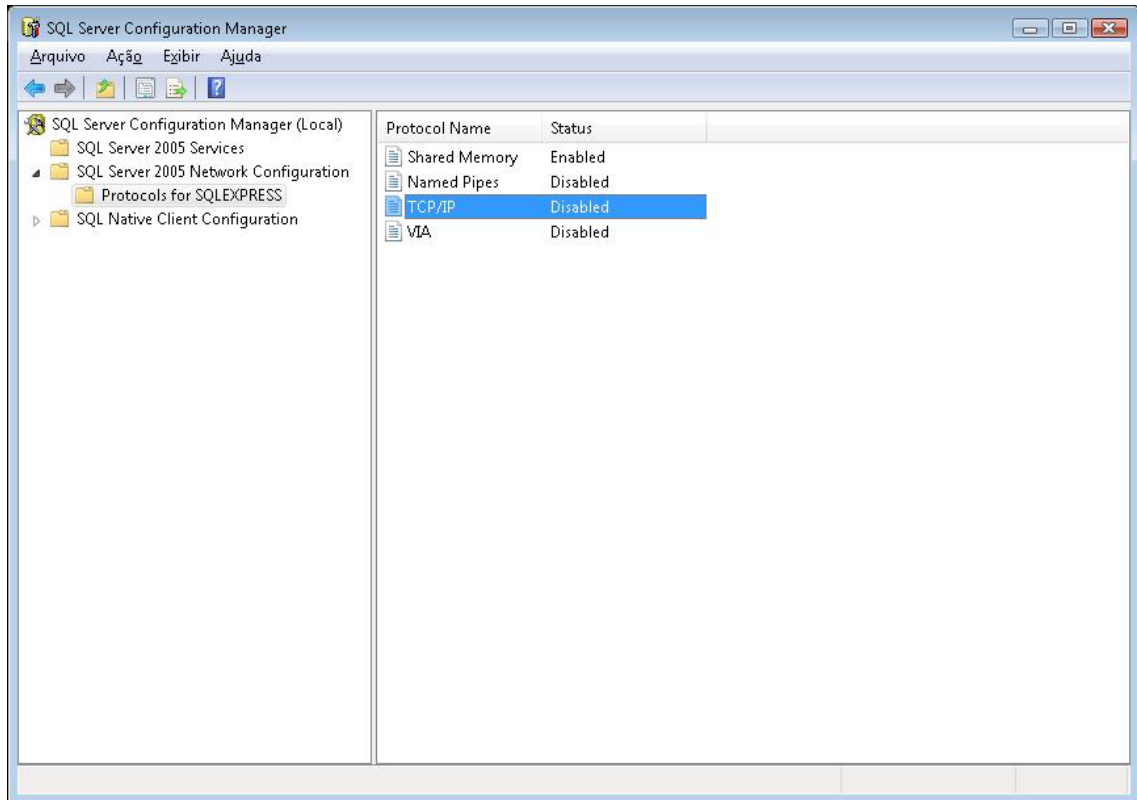 SQL Server Configuration Manager
Arquivo Ação Exibir Ajuda
SQL Server Configuration Manager (Local)
SQL Server 2005 Services
SQL Server 2005 Network Configuration
Protocols for SQLEXPRESS
SQL Native Client Configuration
Protocol Name Status
Shared Memory Enabled
Named Pipes Disabled
TCP/IP Disabled
VIA Disabled